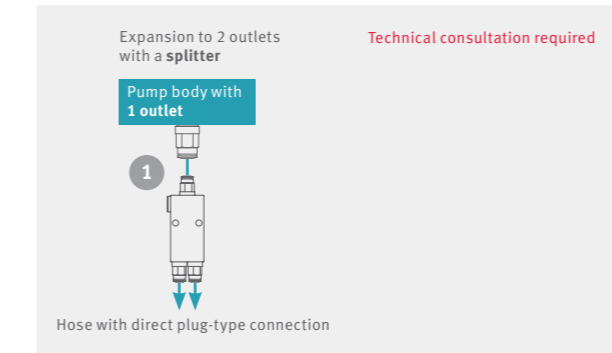 Expansion to 2 outlets
with a splitter
Technical consultation required
Pump body with
1 outlet
1
Hose with direct plug-type connection